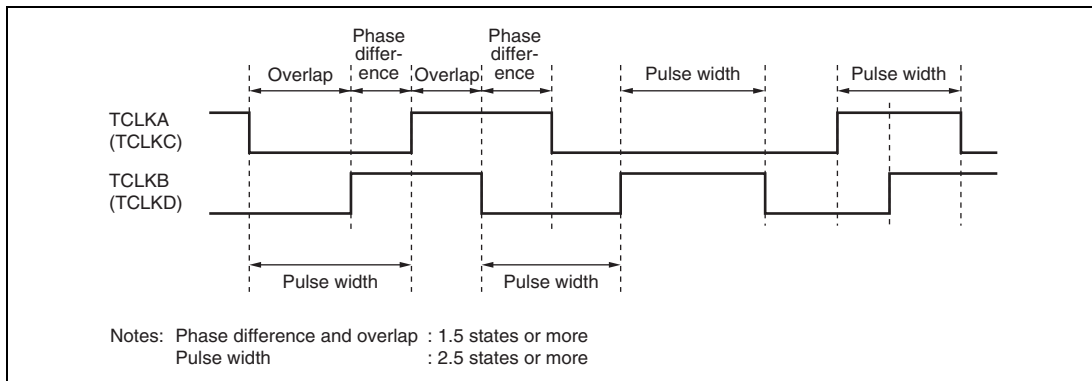 Phase
differ-
ence
Phase
differ-
ence
Overlap
Overlap
Pulse width
Pulse width
TCLKA
(TCLKC)
TCLKB
(TCLKD)
Pulse width
Pulse width
Notes: Phase difference and overlap : 1.5 states or more
Pulse width : 2.5 states or more